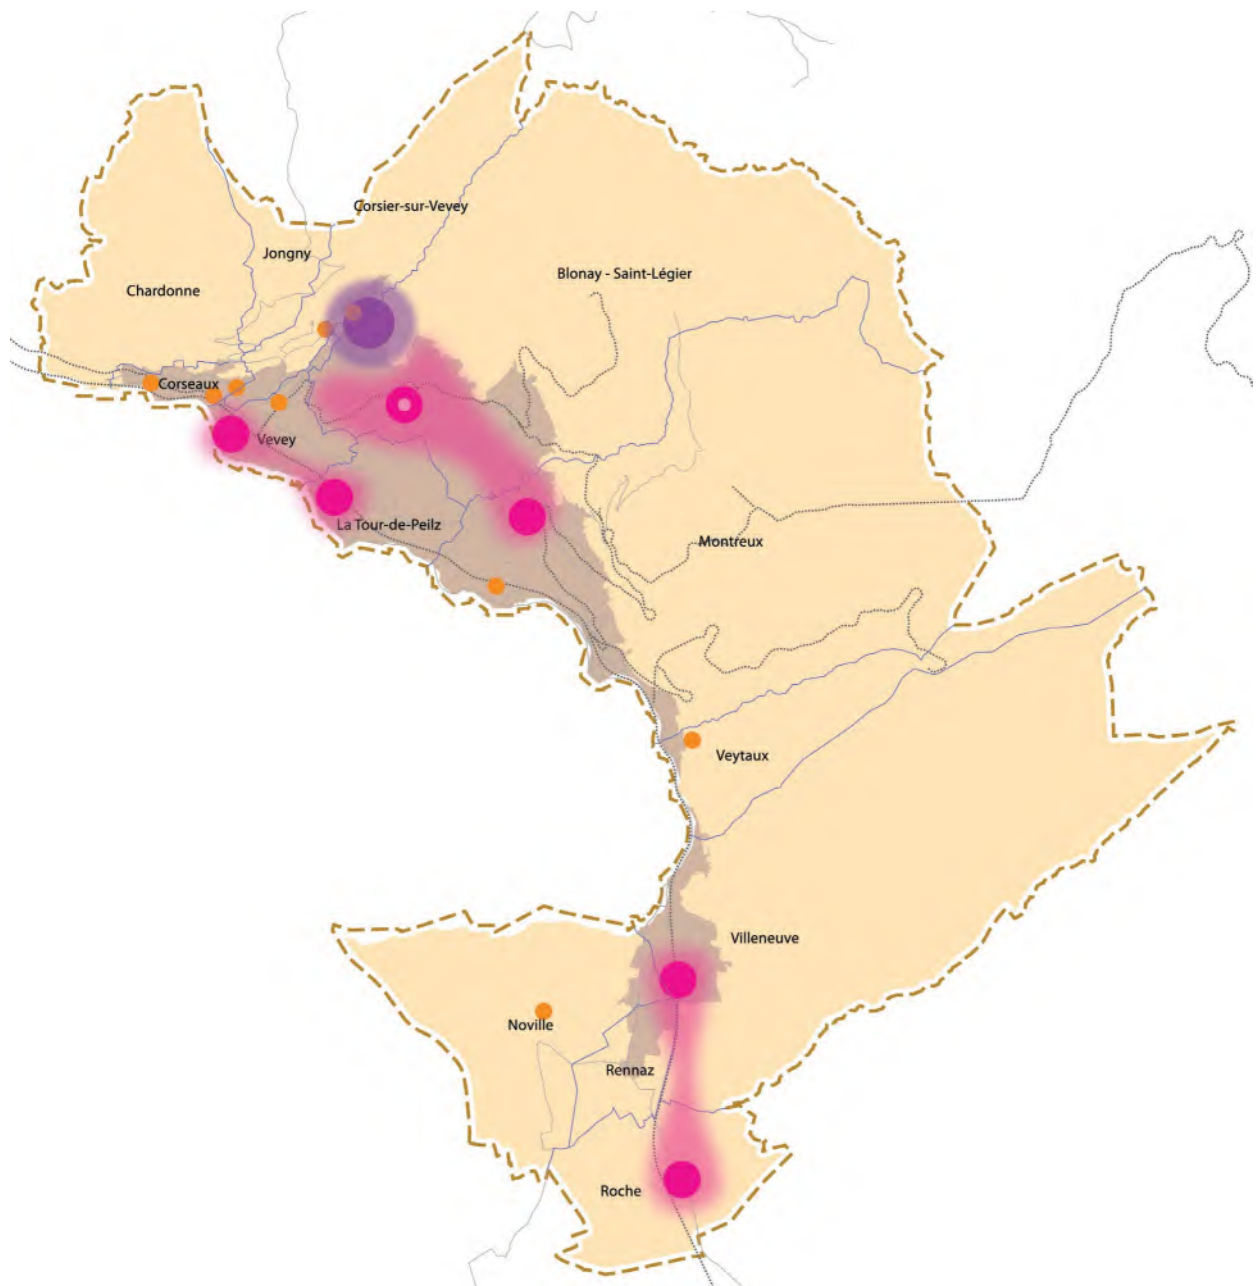 Corsier-sur-Vevey
Jongny
Blonay - Saint-Légier
Chardonne
Corseaux
Vevey
La Tour-de-Peilz
Montreux
Veytaux
Villeneuve
Noville
Rennaz
Roche